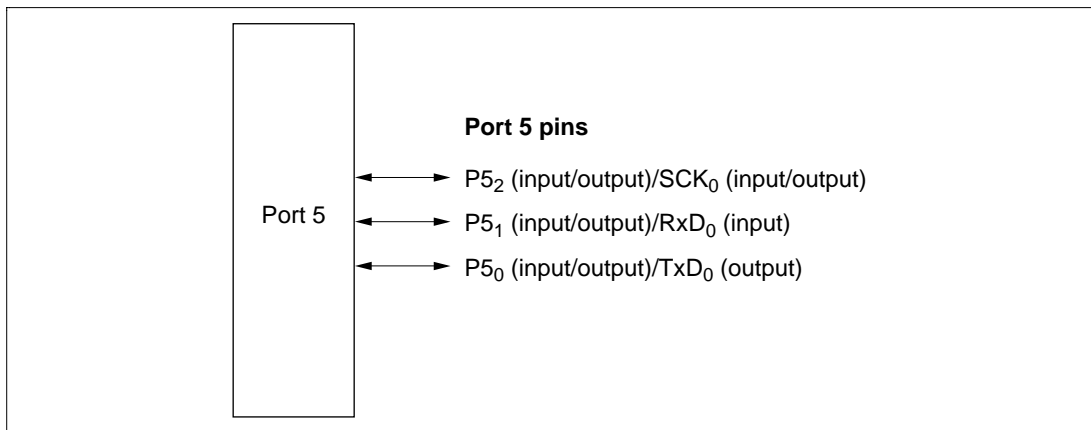 Port 5 pins
P5₂ (input/output)/SCK₀ (input/output)
Port 5
P5₁ (input/output)/RxD₀ (input)
P5₀ (input/output)/TxD₀ (output)